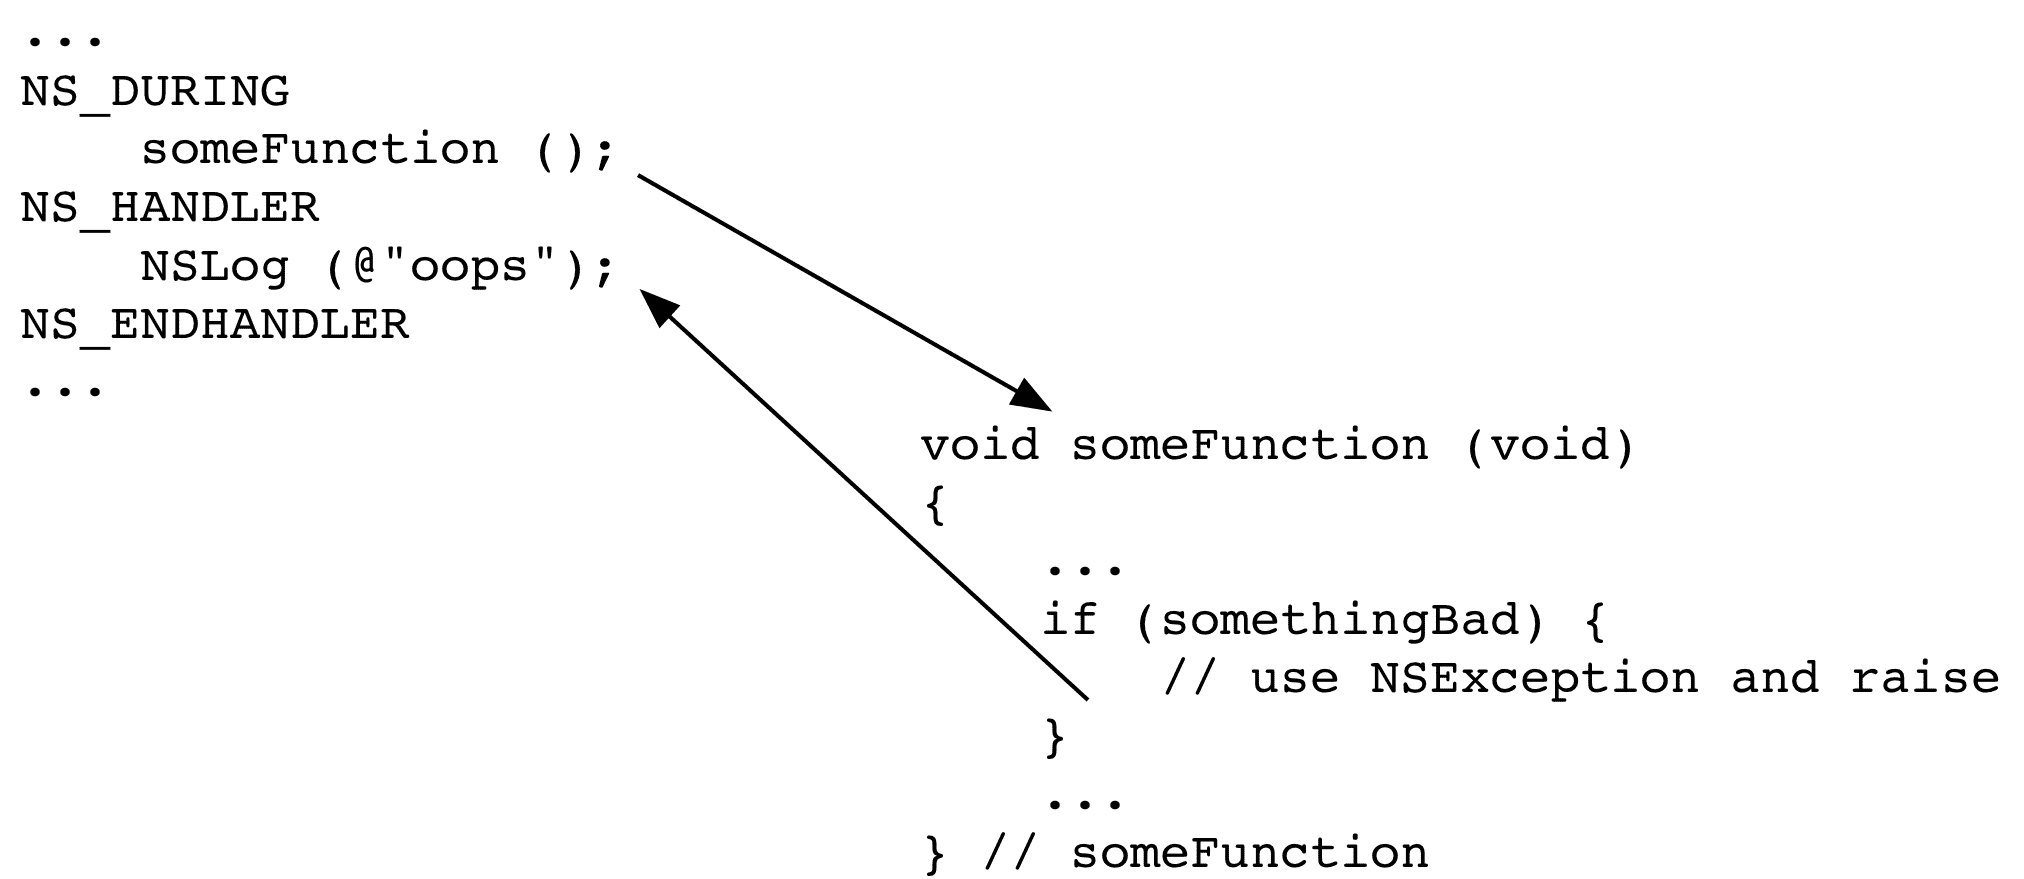 ...
NS_DURING
    someFunction ();
NS_HANDLER
    NSLog (@"oops");
NS_ENDHANDLER
...
void someFunction (void)
{
    ...
    if (somethingBad) {
        // use NSException and raise
    }
    ...
} // someFunction